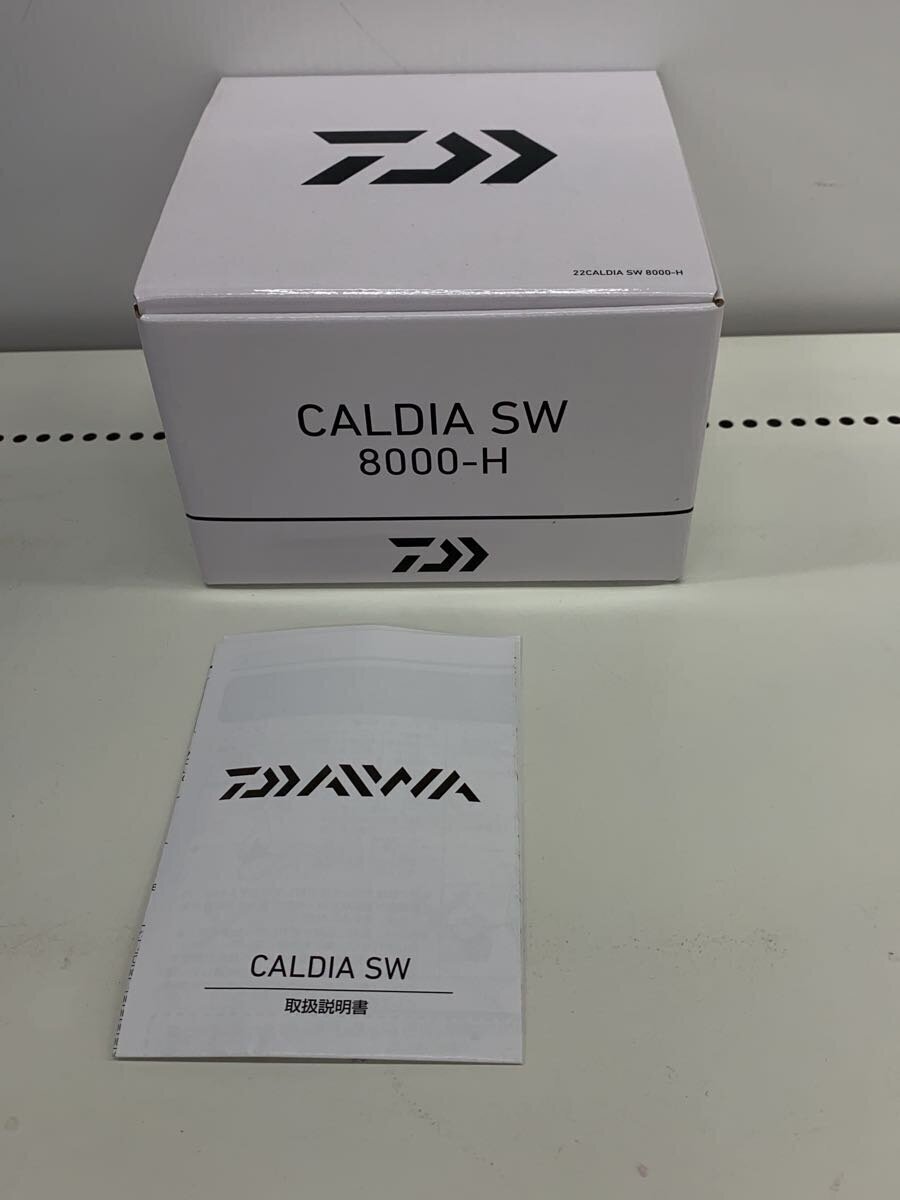 22CALDIA SW 8000-H
CALDIA SW
8000-H
DAIWA
CALDIA SW
取扱説明書